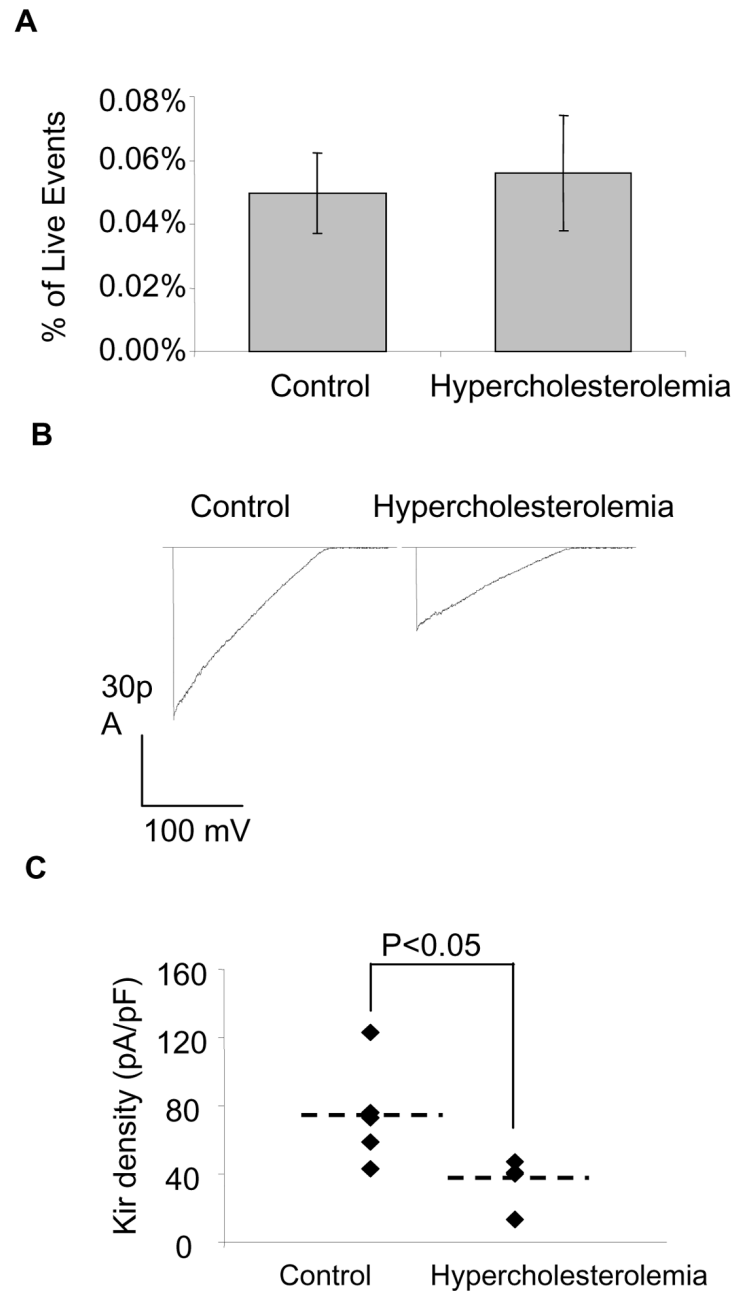 A
% of Live Events
0.08%
0.06%
0.04%
0.02%
0.00%
Control Hypercholesterolemia
B
Control Hypercholesterolemia
30p
A
100 mV
C
P<0.05
Kir density (pA/pF)
160
120
80
40
0
Control Hypercholesterolemia